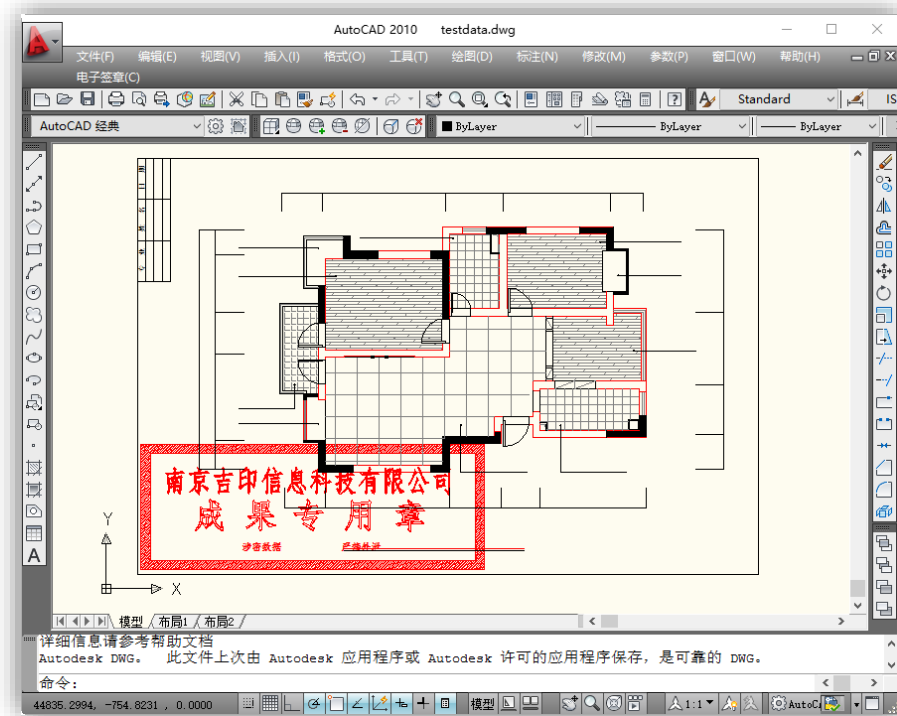 AutoCAD 2010 testdata.dwg
文件(F) 编辑(E) 视图(V) 插入(I) 格式(O) 工具(T) 绘图(D) 标注(N) 修改(M) 参数(P) 窗口(W) 帮助(H)
电子签章(C)
Standard IS
AutoCAD 经典 ByLayer ByLayer ByLayer
南京吉印信息科技有限公司
成果专用章
涉密数据
Y
X
A
模型 布局1 布局2
详细信息请参考帮助文档
Autodesk DWG。 此文件上次由 Autodesk 应用程序或 Autodesk 许可的应用程序保存，是可靠的 DWG。
命令：
44835.2994, -754.8231 , 0.0000 模型 1:1 AutoC